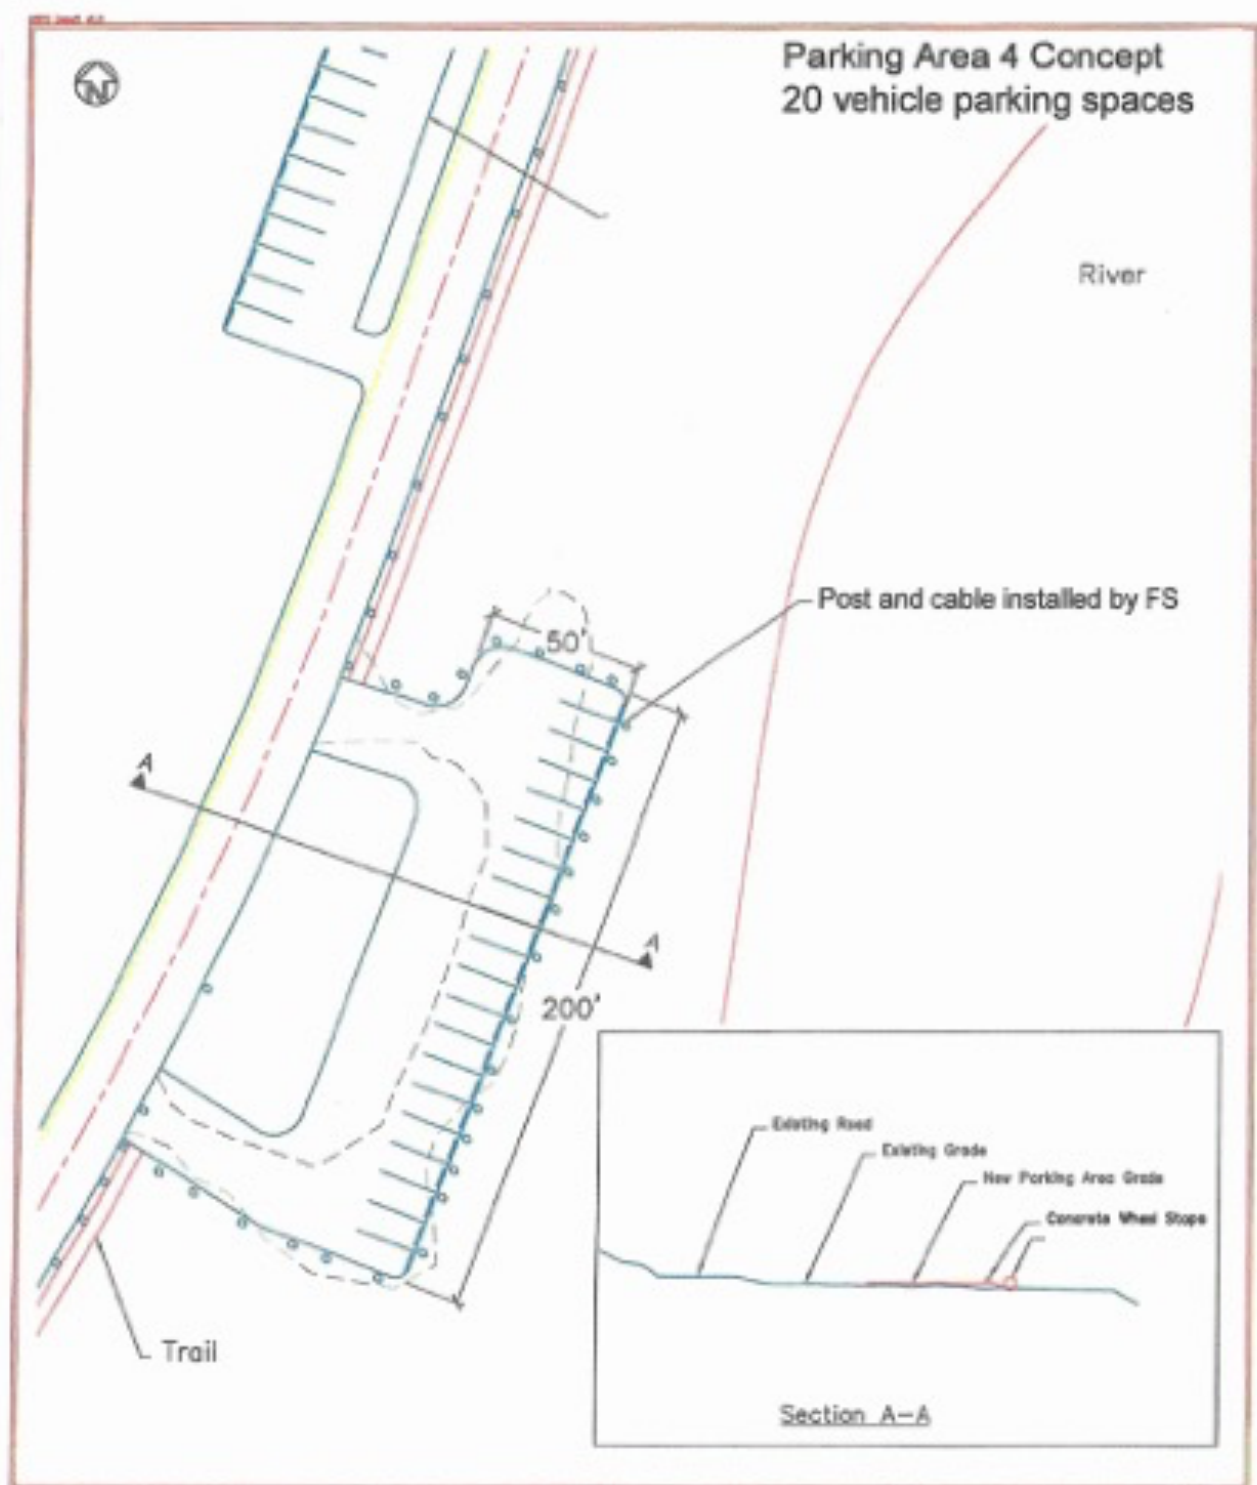 N
Parking Area 4 Concept
20 vehicle parking spaces
River
Post and cable installed by FS
50'
A
A
200'
Existing Road
Existing Grade
New Parking Area Grade
Concrete Wheel Stops
Trail
Section A-A